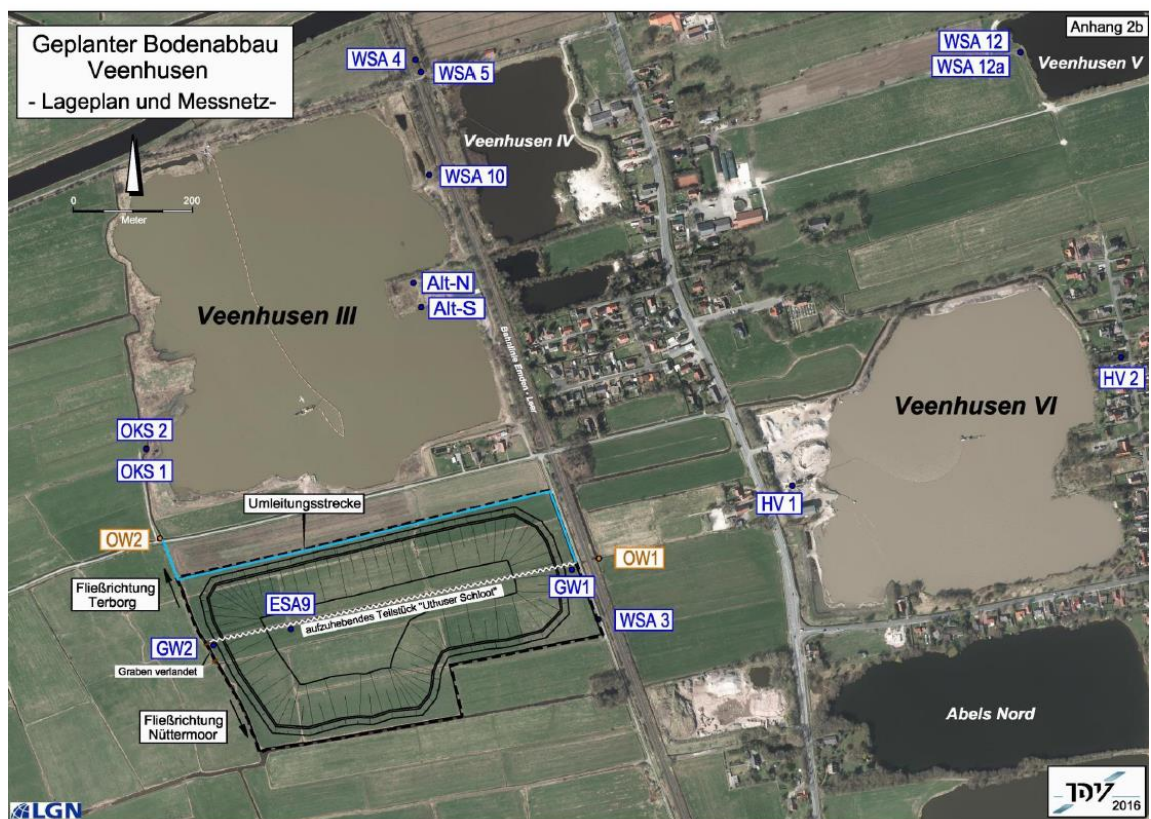 Geplanter Bodenabbau
Veenhusen
- Lageplan und Messnetz-
Anhang 2b
WSA 4
WSA 5
WSA 12
WSA 12a
Veenhusen V
Veenhusen IV
WSA 10
0
200
Meter
Alt-N
Alt-S
Veenhusen III
Bahnlinie Emden - Leer
HV 2
Veenhusen VI
OKS 2
OKS 1
HV 1
Umleitungsstrecke
OW2
OW1
Fließrichtung
Terborg
GW1
ESA9
aufzuhebendes Teilstück "Uthuser Schloot"
WSA 3
GW2
Graben verlandet
Fließrichtung
Nüttermoor
Abels Nord
LGN
2016